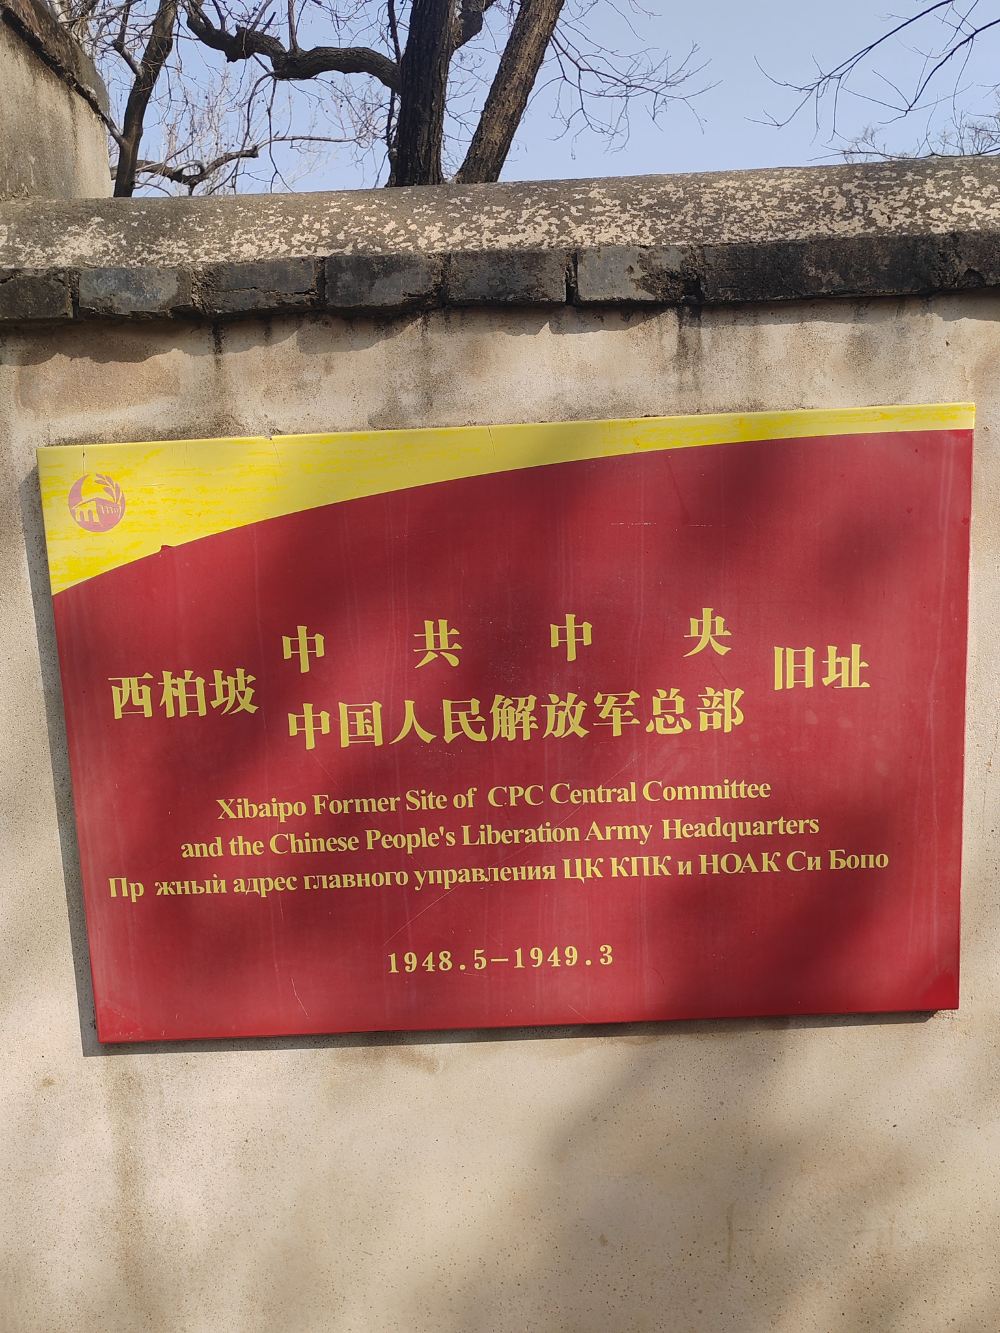 中共中央
西柏坡 旧址
中国人民解放军总部
Xibaipo Former Site of CPC Central Committee
and the Chinese People's Liberation Army Headquarters
Пр жный адрес главного управления ЦК КПК и НОАК Си Бопо
1948.5—1949.3